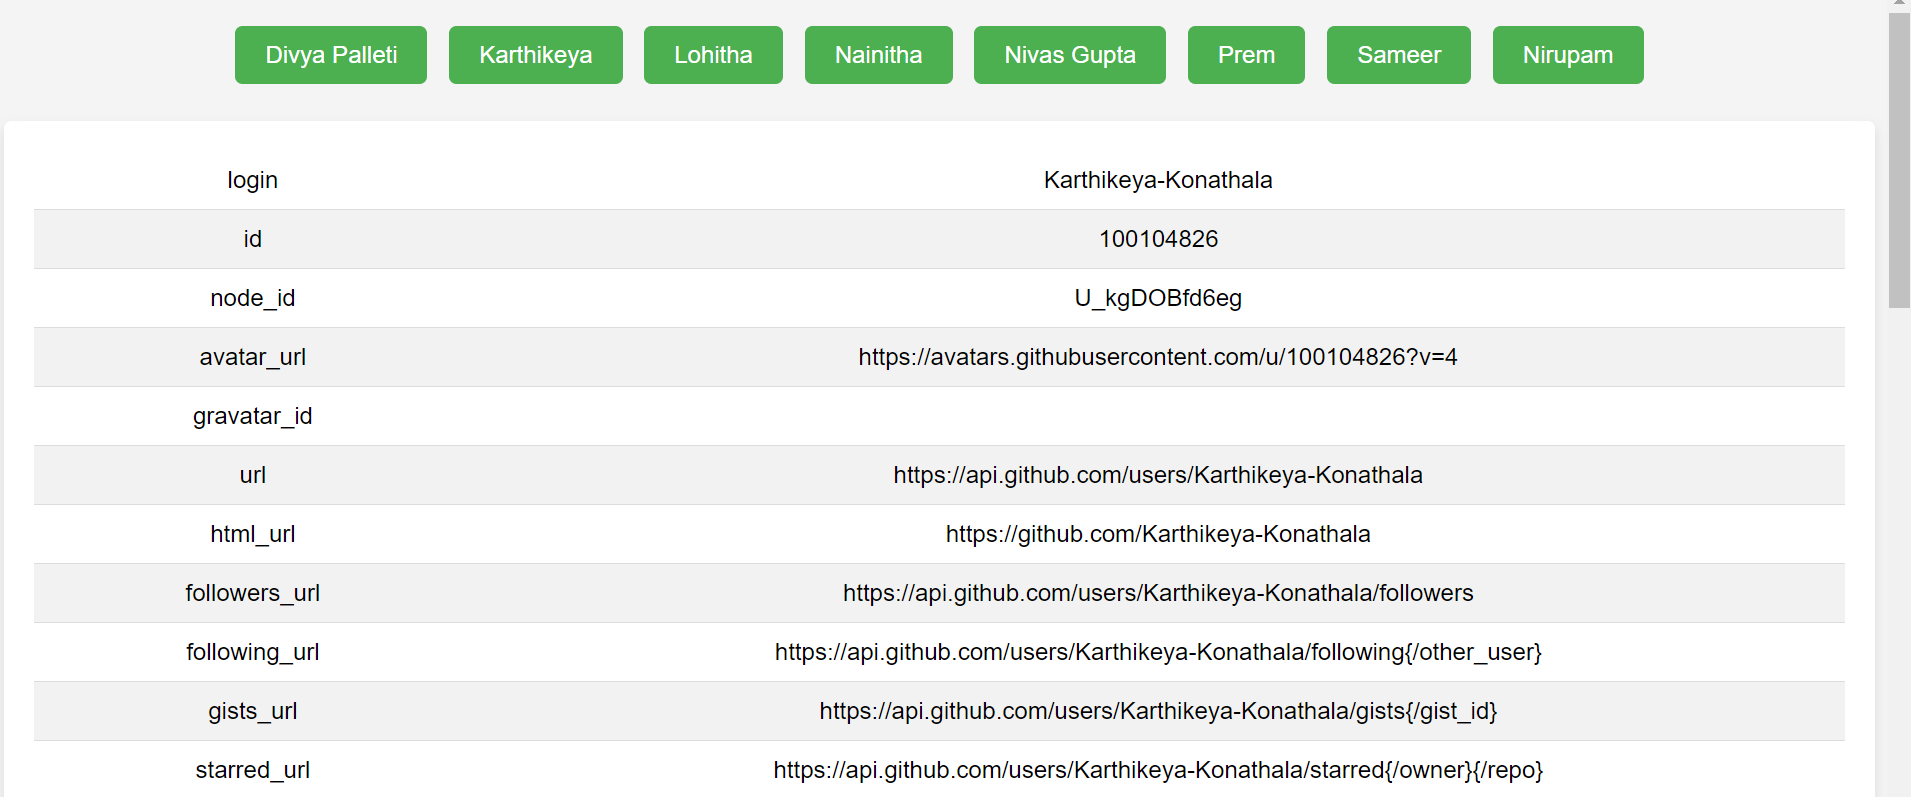 Divya Palleti Karthikeya Lohitha Nainitha Nivas Gupta Prem Sameer Nirupam
login Karthikeya-Konathala
id 100104826
node_id U_kgDOBfd6eg
avatar_url https://avatars.githubusercontent.com/u/100104826?v=4
gravatar_id
url https://api.github.com/users/Karthikeya-Konathala
html_url https://github.com/Karthikeya-Konathala
followers_url https://api.github.com/users/Karthikeya-Konathala/followers
following_url https://api.github.com/users/Karthikeya-Konathala/following{/other_user}
gists_url https://api.github.com/users/Karthikeya-Konathala/gists{/gist_id}
starred_url https://api.github.com/users/Karthikeya-Konathala/starred{/owner}{/repo}